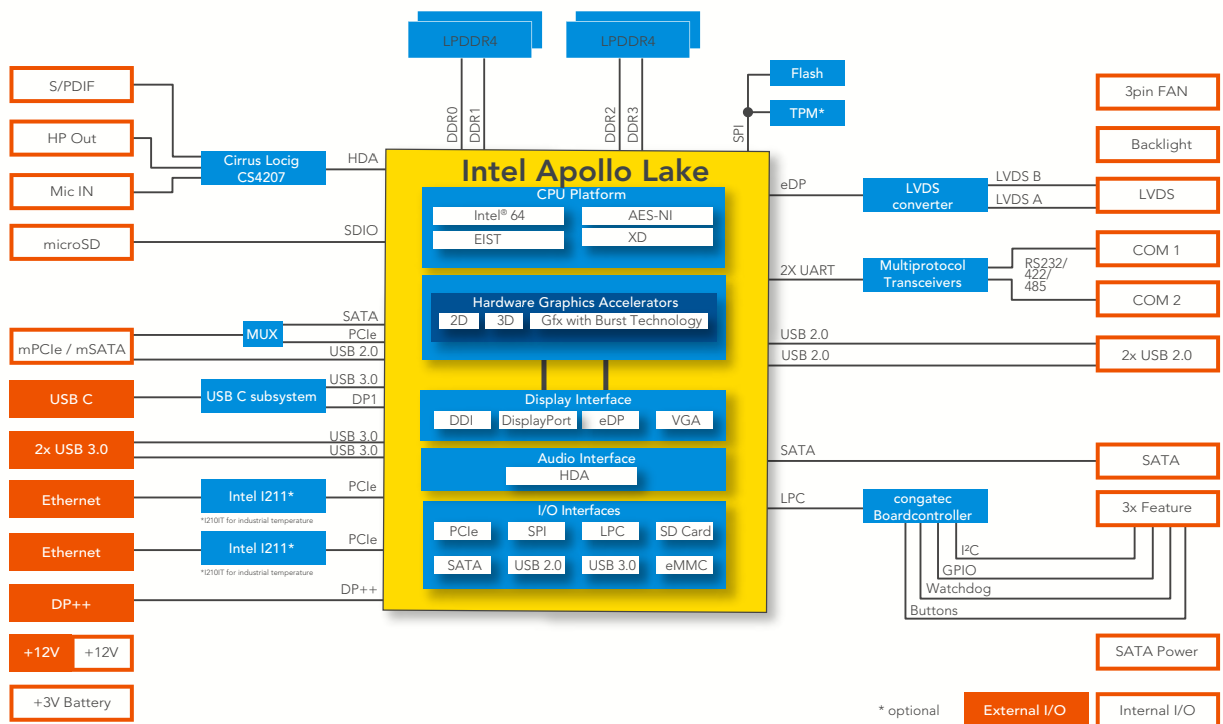 LPDDR4
LPDDR4
DDR0
DDR1
DDR2
DDR3
SPI
Flash
TPM*
S/PDIF
HP Out
Mic IN
microSD
Cirrus Locig
CS4207
HDA
SDIO
mPCIe / mSATA
MUX
SATA
PCIe
USB 2.0
USB C
USB C subsystem
USB 3.0
DP1
2x USB 3.0
USB 3.0
USB 3.0
Ethernet
Intel I211*
*I210IT for industrial temperature
PCIe
Ethernet
Intel I211*
*I210IT for industrial temperature
PCIe
DP++
DP++
+12V
+12V
+3V Battery
Intel Apollo Lake
CPU Platform
Intel® 64
AES-NI
EIST
XD
Hardware Graphics Accelerators
2D
3D
Gfx with Burst Technology
Display Interface
DDI
DisplayPort
eDP
VGA
Audio Interface
HDA
I/O Interfaces
PCIe
SPI
LPC
SD Card
SATA
USB 2.0
USB 3.0
eMMC
3pin FAN
Backlight
eDP
LVDS
converter
LVDS B
LVDS A
LVDS
2X UART
Multiprotocol
Transceivers
RS232/
422/
485
COM 1
COM 2
USB 2.0
USB 2.0
2x USB 2.0
SATA
SATA
LPC
congatec
Boardcontroller
3x Feature
I²C
GPIO
Watchdog
Buttons
SATA Power
* optional
External I/O
Internal I/O